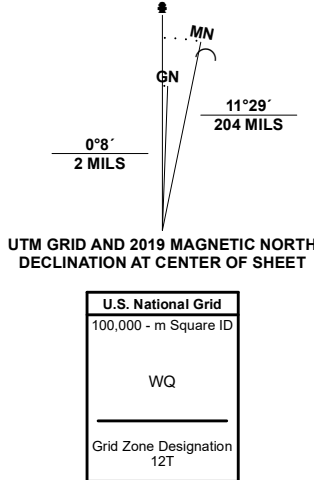 MN
GN
11°29´
204 MILS
0°8´
2 MILS
UTM GRID AND 2019 MAGNETIC NORTH
DECLINATION AT CENTER OF SHEET
U.S. National Grid
100,000 - m Square ID
WQ
Grid Zone Designation
12T